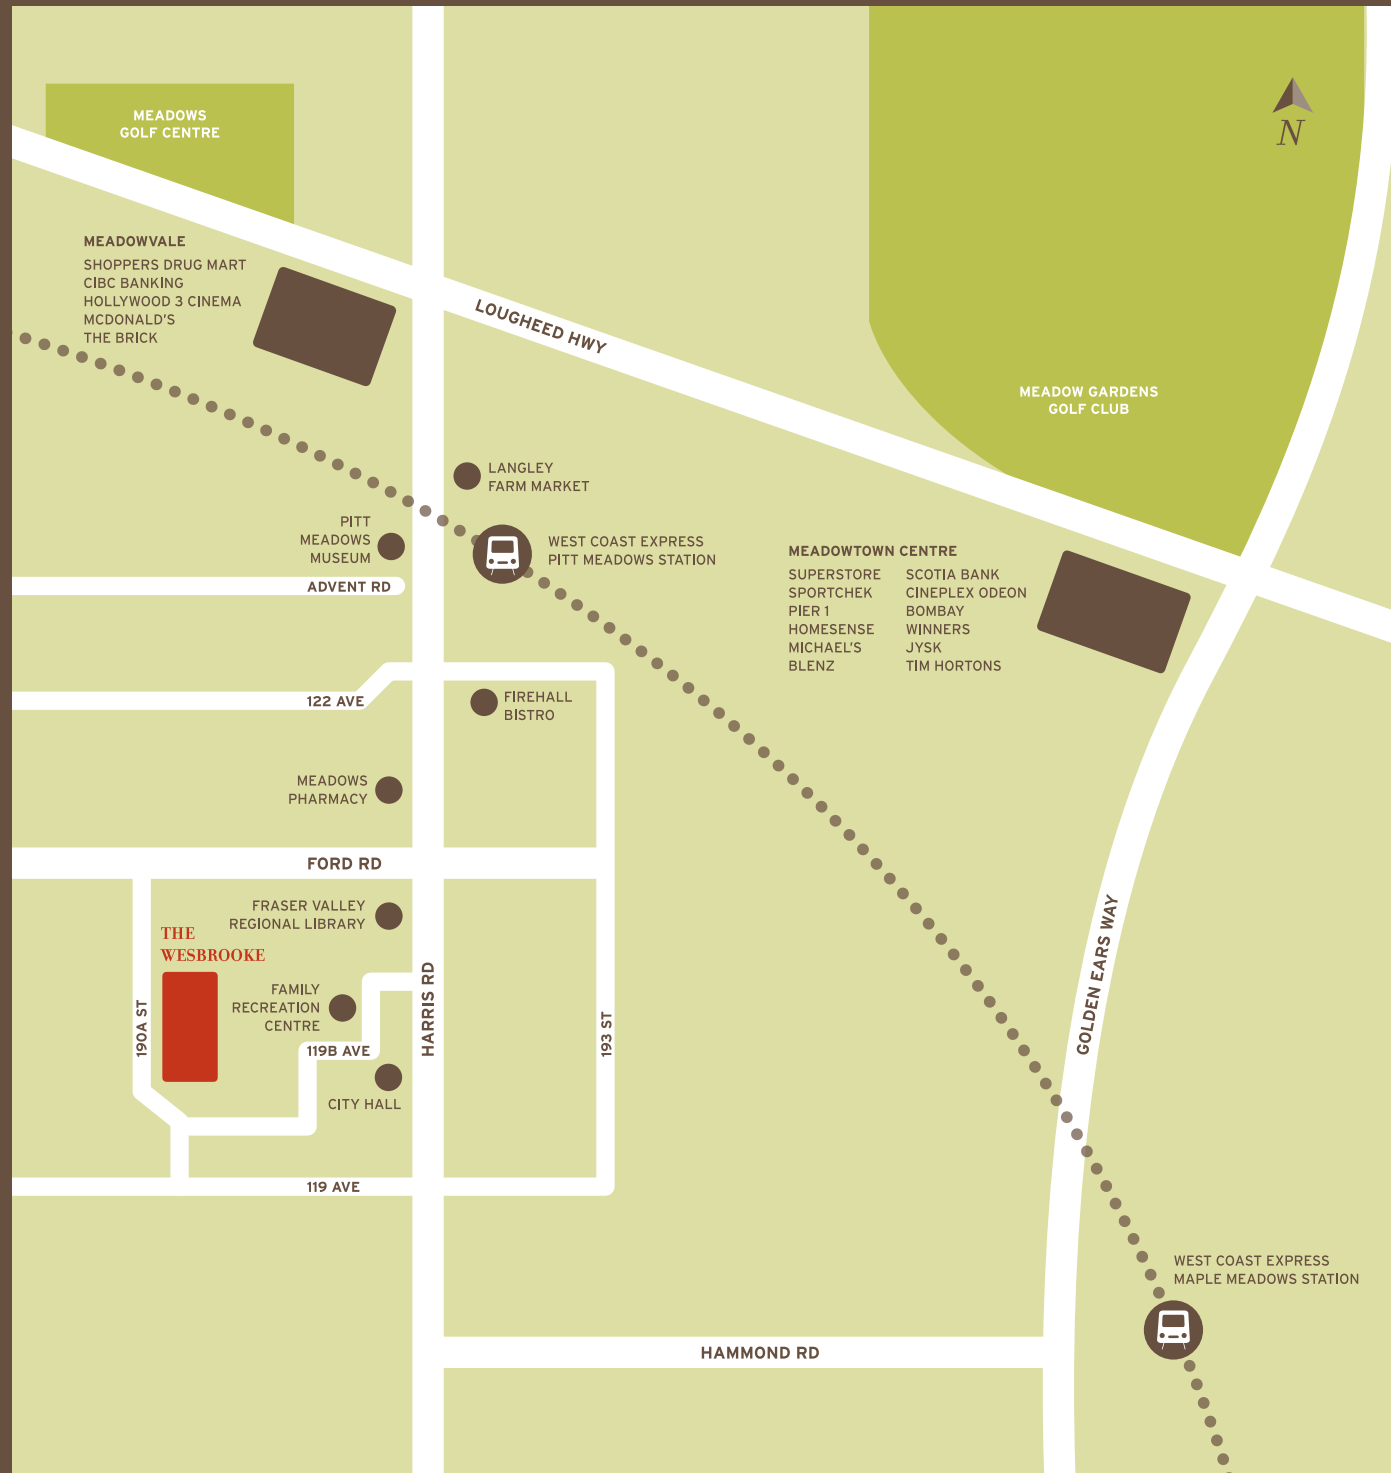 MEADOWS
GOLF CENTRE
N
MEADOWVALE
SHOPPERS DRUG MART
CIBC BANKING
HOLLYWOOD 3 CINEMA
MCDONALD'S
THE BRICK
LOUGHEED HWY
MEADOW GARDENS
GOLF CLUB
LANGLEY
FARM MARKET
PITT
MEADOWS
MUSEUM
WEST COAST EXPRESS
PITT MEADOWS STATION
MEADOWTOWN CENTRE
SUPERSTORE
SPORTCHEK
PIER 1
HOMESENSE
MICHAEL'S
BLENZ
SCOTIA BANK
CINEPLEX ODEON
BOMBAY
WINNERS
JYSK
TIM HORTONS
ADVENT RD
122 AVE
FIREHALL
BISTRO
MEADOWS
PHARMACY
FORD RD
FRASER VALLEY
REGIONAL LIBRARY
THE
WESBROOKE
FAMILY
RECREATION
CENTRE
190A ST
119B AVE
HARRIS RD
193 ST
GOLDEN EARS WAY
CITY HALL
119 AVE
WEST COAST EXPRESS
MAPLE MEADOWS STATION
HAMMOND RD